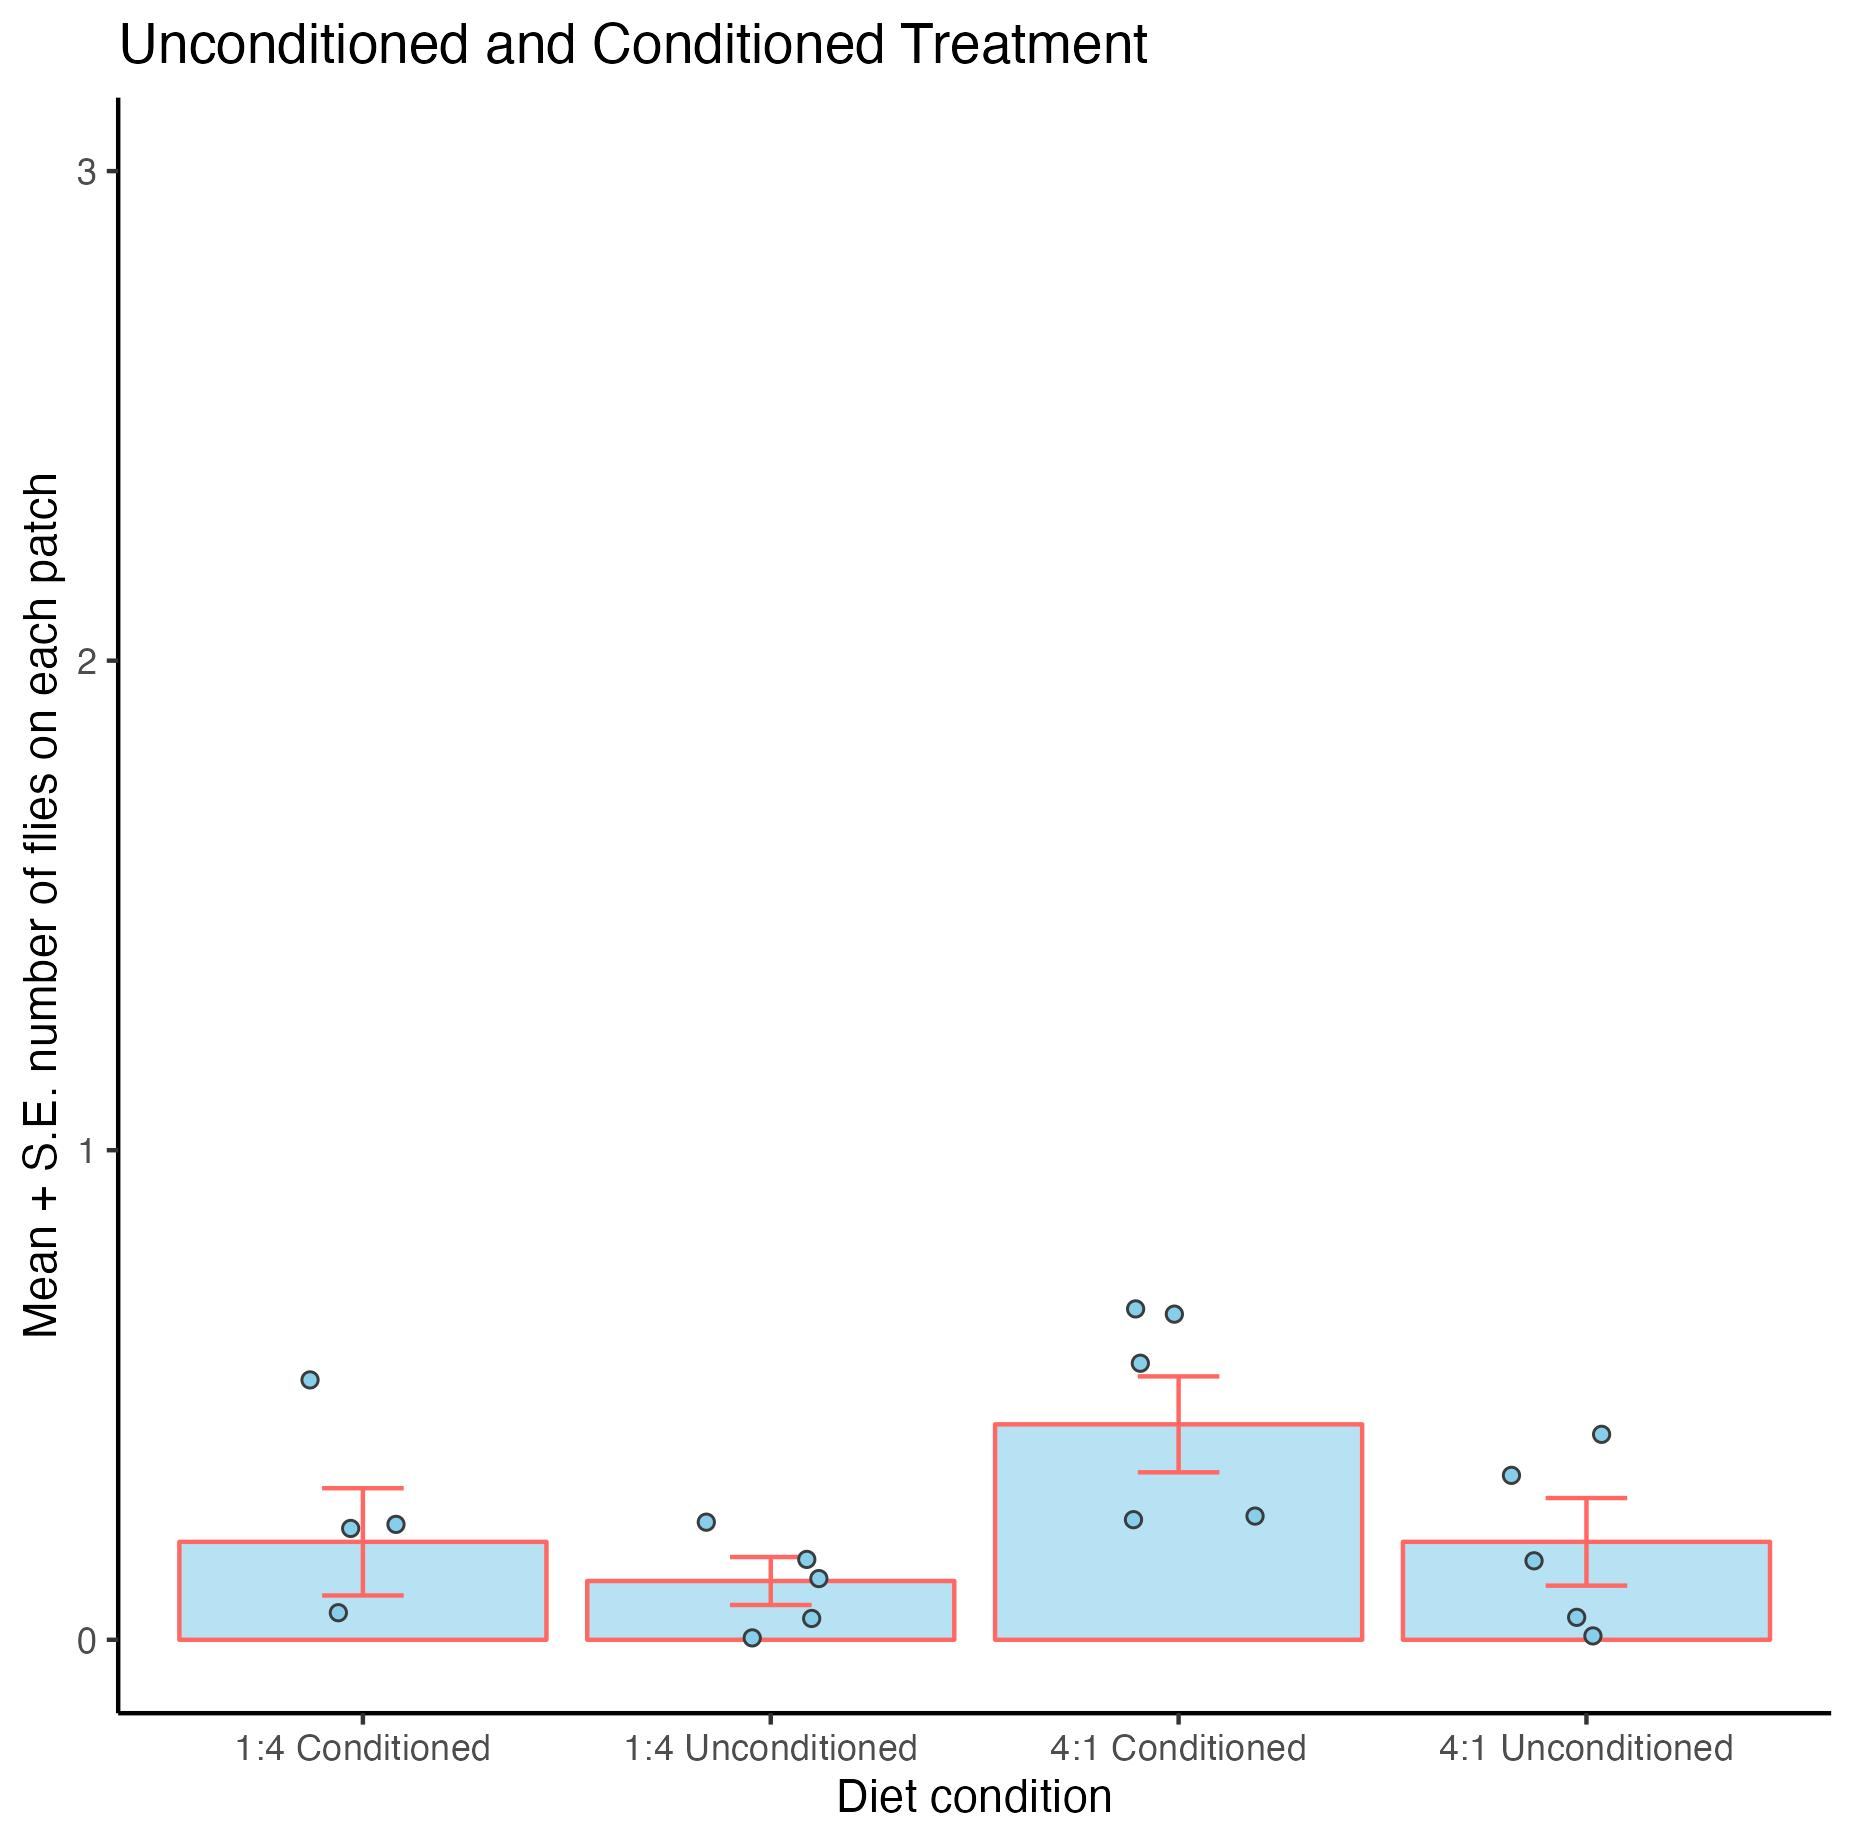 Unconditioned and Conditioned Treatment
Mean + S.E. number of flies on each patch
3
2
1
0
1:4 Conditioned
1:4 Unconditioned
4:1 Conditioned
4:1 Unconditioned
Diet condition